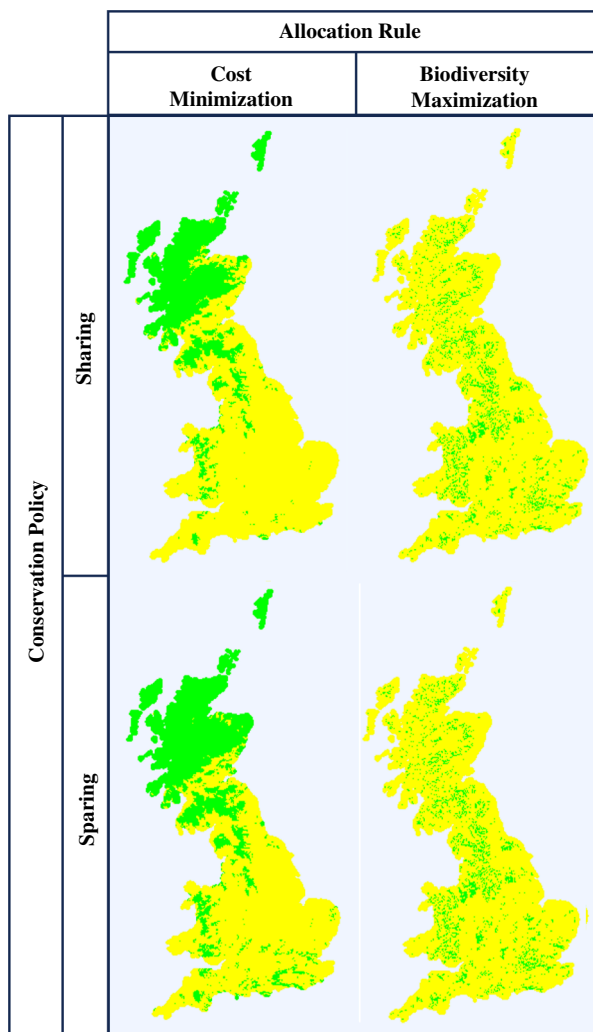 Allocation Rule
Cost
Minimization
Biodiversity
Maximization
Conservation Policy
Sharing
Sparing